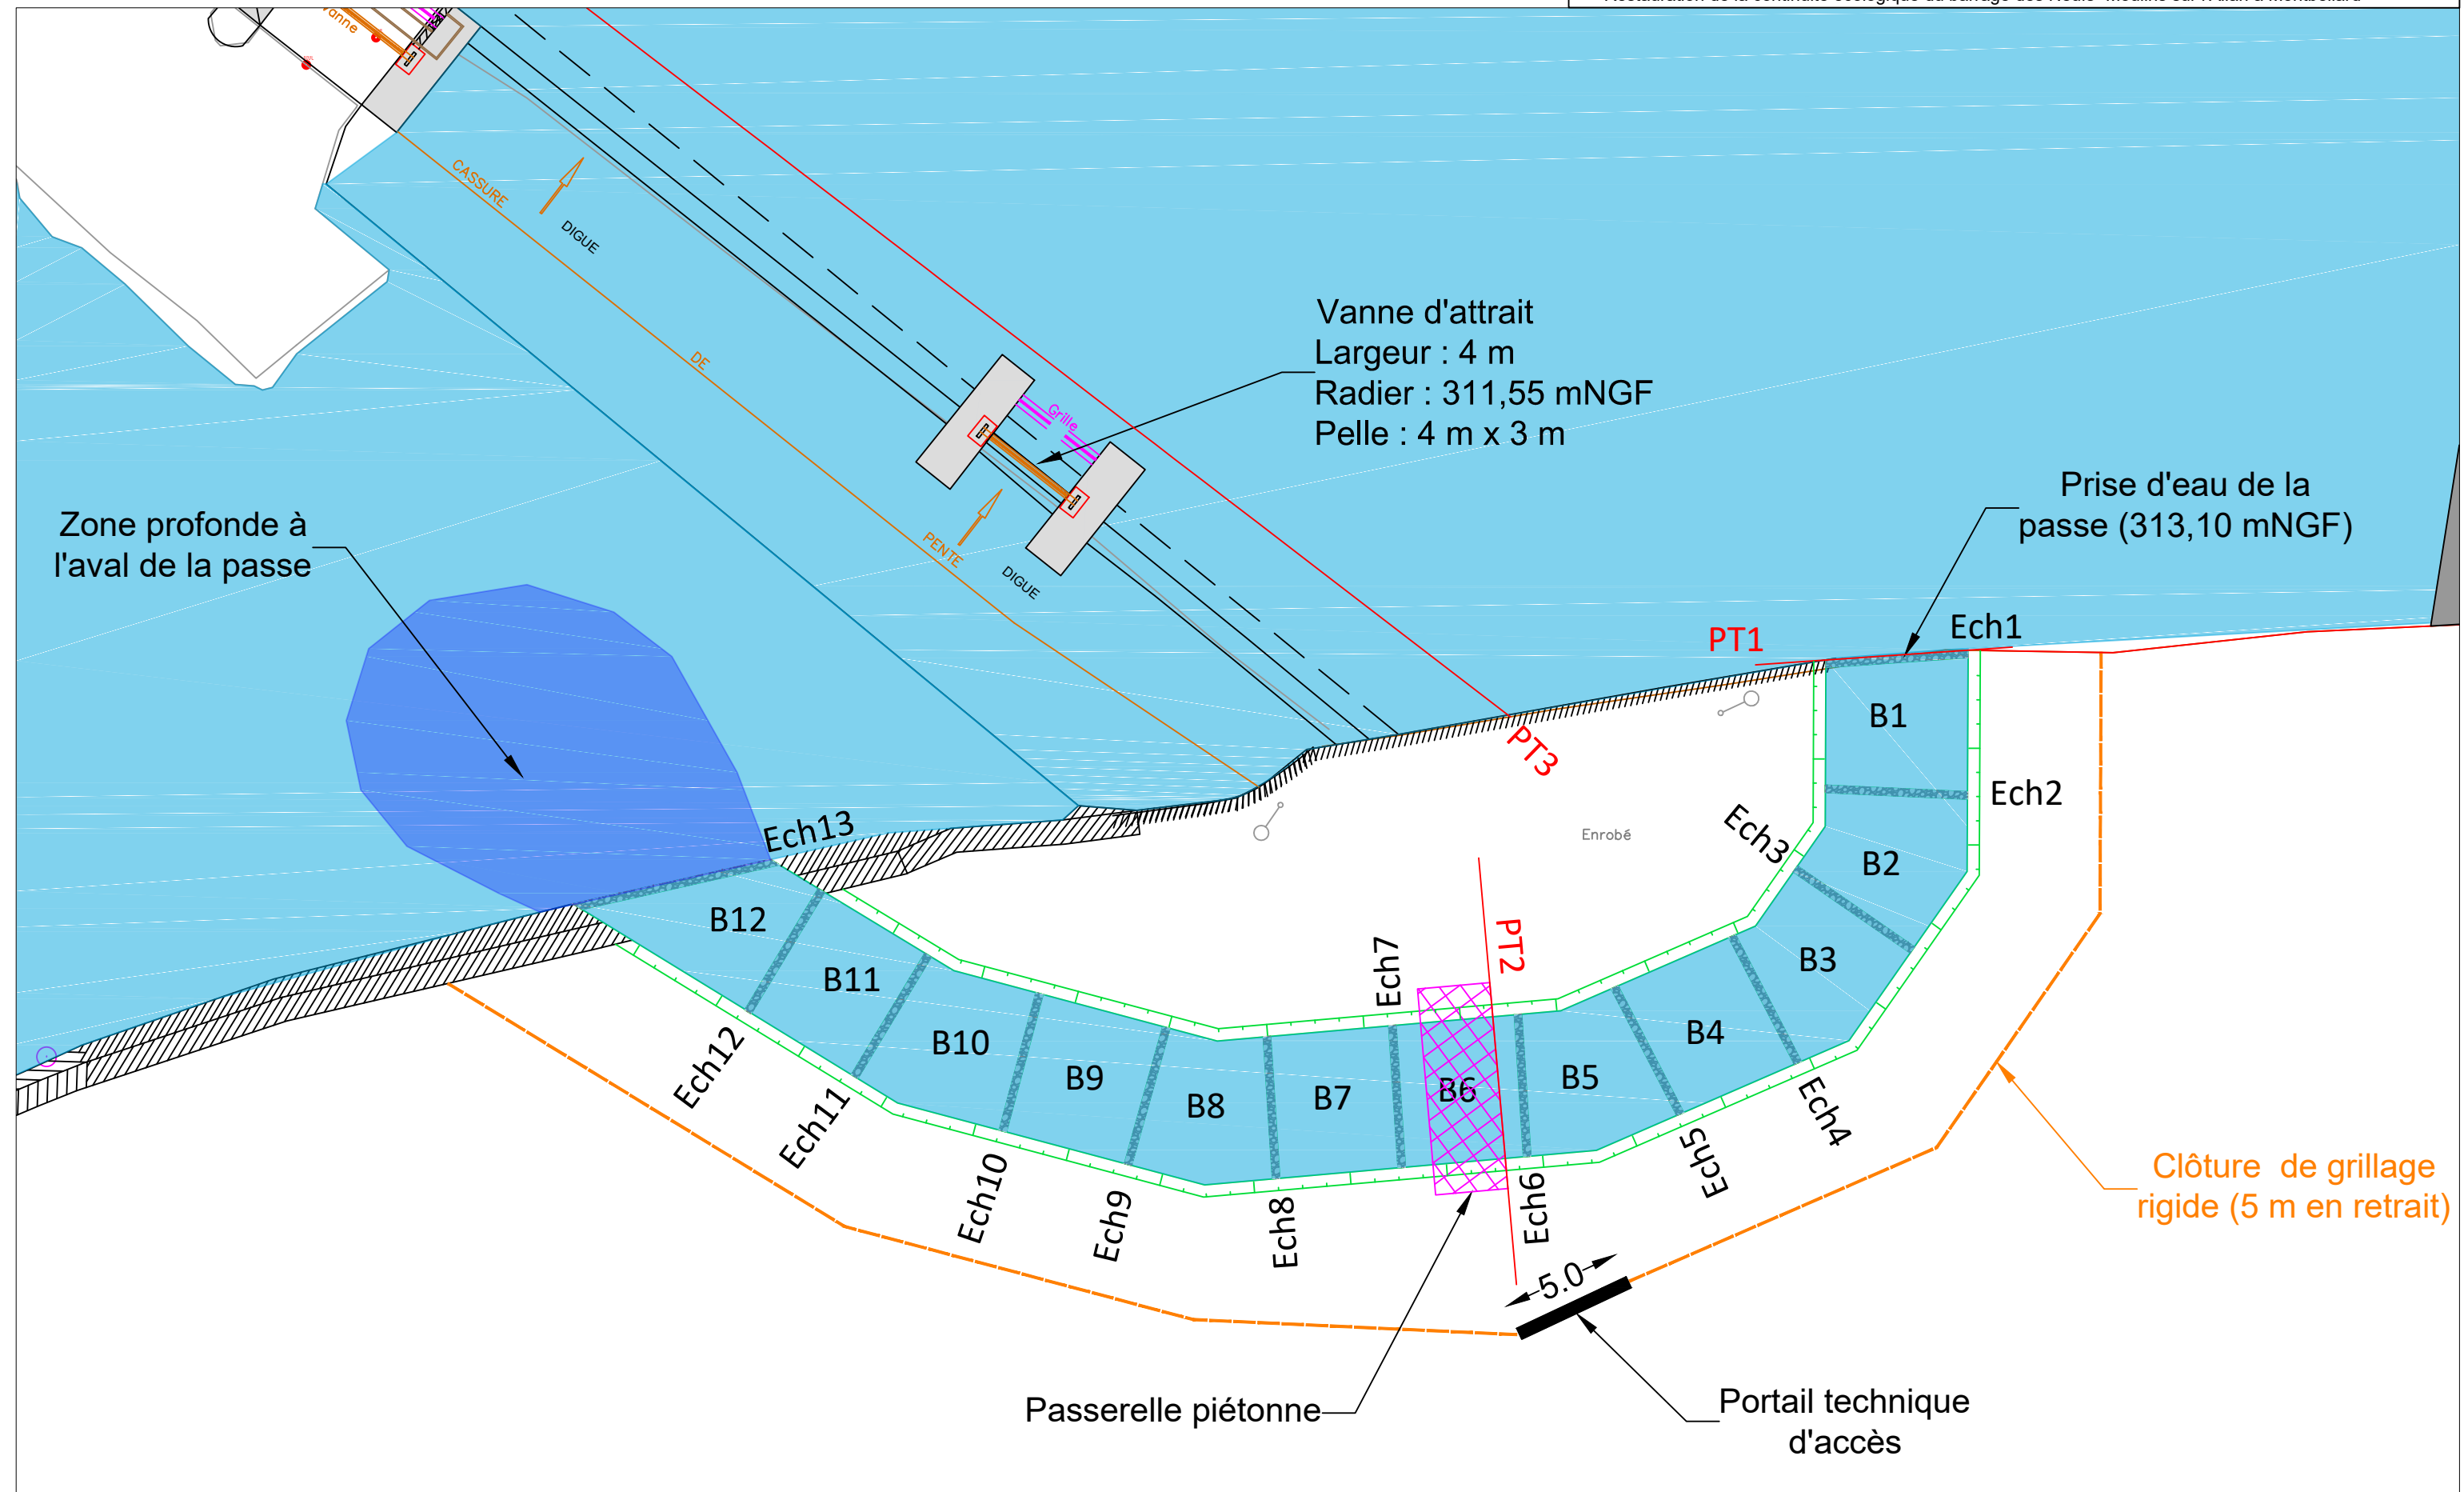 Vanne
CASSURE
DIGUE
DE
Vanne d'attrait
Largeur : 4 m
Radier : 311,55 mNGF
Pelle : 4 m x 3 m
Grille
Prise d'eau de la
passe (313,10 mNGF)
Zone profonde à
l'aval de la passe
PENTE
DIGUE
PT1
Ech1
B1
PT3
Ech2
Ech13
Enrobé
Ech3
B2
B12
PT2
B3
Ech7
B11
B4
B10
B9
B8
B7
B6
B5
Ech12
Ech11
Ech10
Ech9
Ech8
Ech6
Ech5
Ech4
Clôture de grillage
rigide (5 m en retrait)
5.0
Passerelle piétonne
Portail technique
d'accès